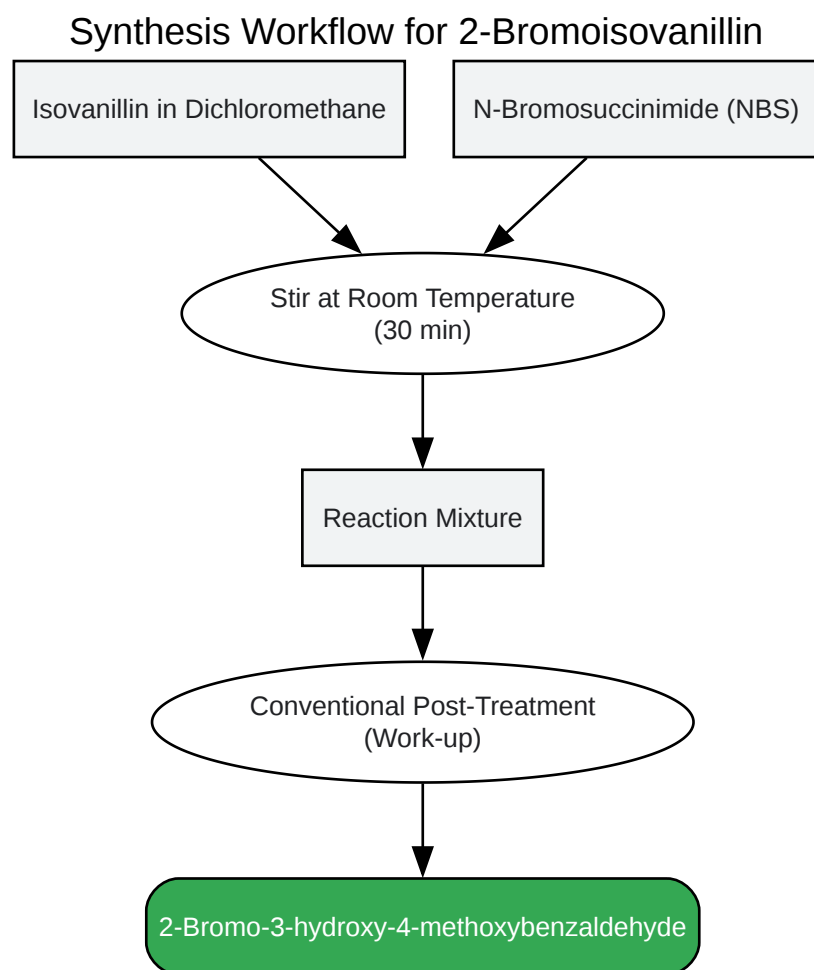 Synthesis Workflow for 2-Bromoisovanillin
Isovanillin in Dichloromethane
N-Bromosuccinimide (NBS)
Stir at Room Temperature
(30 min)
Reaction Mixture
Conventional Post-Treatment
(Work-up)
2-Bromo-3-hydroxy-4-methoxybenzaldehyde